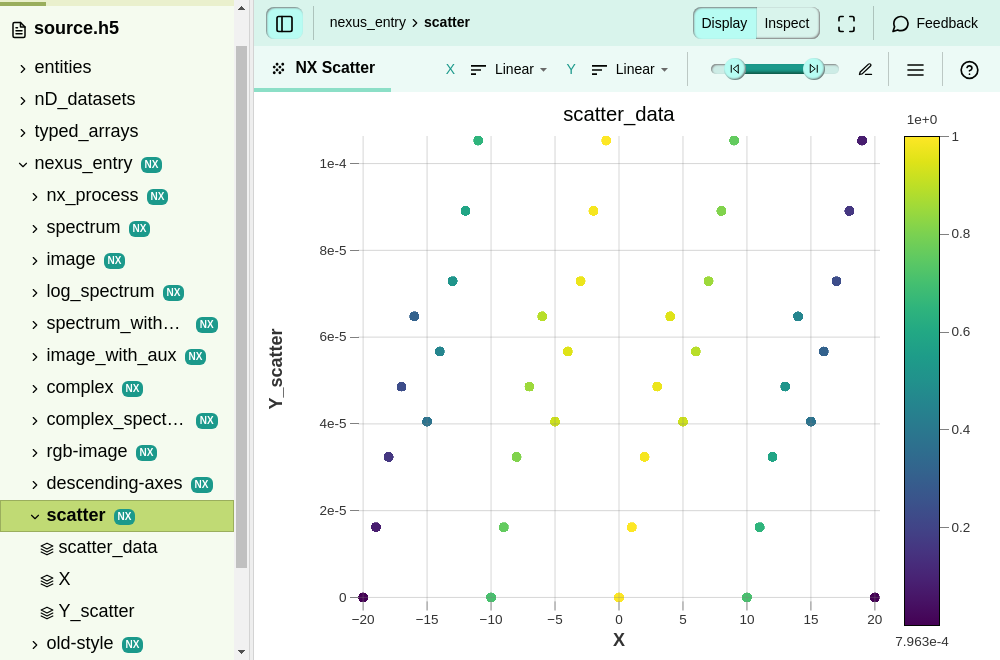 source.h5
entities
nD_datasets
typed_arrays
nexus_entry NX
nx_process NX
spectrum NX
image NX
log_spectrum NX
spectrum_with… NX
image_with_aux NX
complex NX
complex_spect… NX
rgb-image NX
descending-axes NX
scatter NX
scatter_data
X
Y_scatter
old-style NX
nexus_entry › scatter
Display Inspect
Feedback
NX Scatter
X Linear
Y Linear
scatter_data
1e+0
1
0.8
0.6
0.4
0.2
7.963e-4
Y_scatter
1e-4
8e-5
6e-5
4e-5
2e-5
0
−20 −15 −10 −5 0 5 10 15 20
X